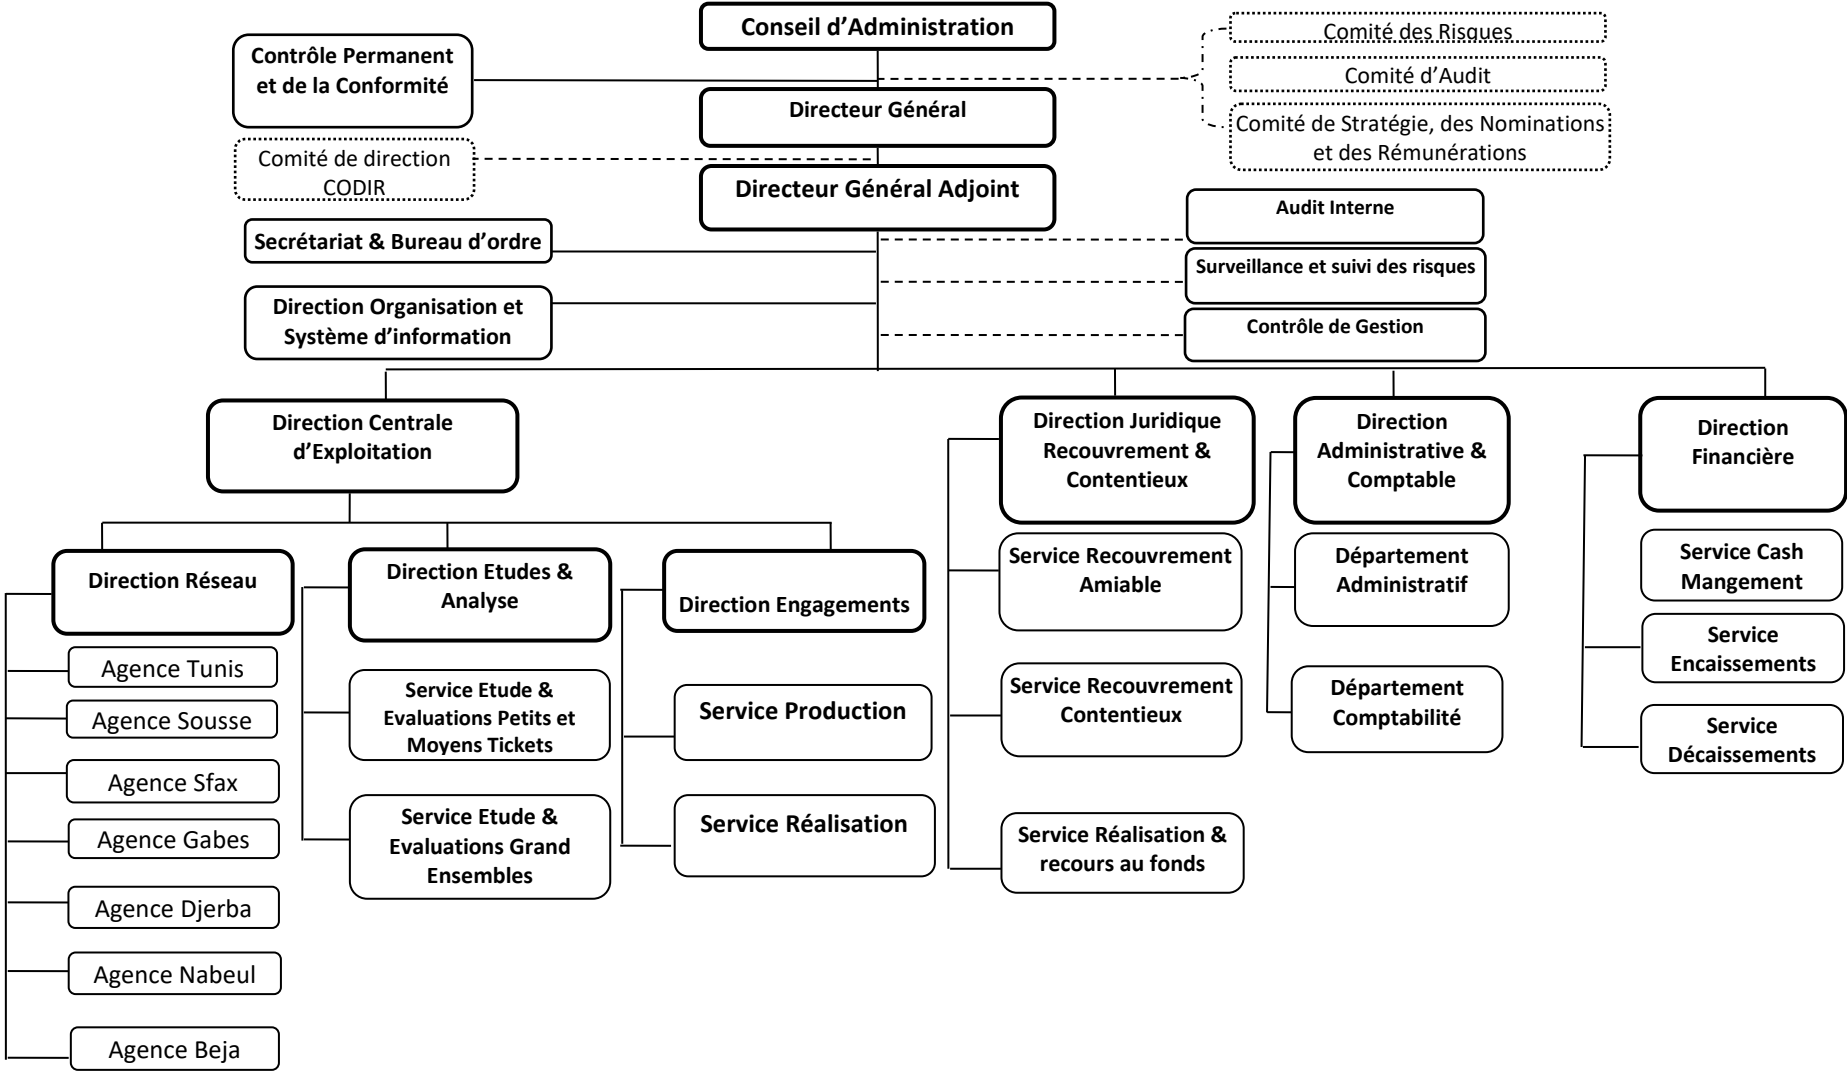 Conseil d’Administration
Contrôle Permanent
et de la Conformité
Comité des Risques
Comité d’Audit
Directeur Général
Comité de Stratégie, des Nominations
et des Rémunérations
Comité de direction
CODIR
Directeur Général Adjoint
Audit Interne
Secrétariat & Bureau d’ordre
Surveillance et suivi des risques
Direction Organisation et
Système d’information
Contrôle de Gestion
Direction Centrale
d’Exploitation
Direction Juridique
Recouvrement &
Contentieux
Direction
Administrative &
Comptable
Direction
Financière
Direction Réseau
Agence Tunis
Agence Sousse
Agence Sfax
Agence Gabes
Agence Djerba
Agence Nabeul
Agence Beja
Direction Etudes &
Analyse
Service Etude &
Evaluations Petits et
Moyens Tickets
Service Etude &
Evaluations Grand
Ensembles
Direction Engagements
Service Production
Service Réalisation
Service Recouvrement
Amiable
Service Recouvrement
Contentieux
Service Réalisation &
recours au fonds
Département
Administratif
Département
Comptabilité
Service Cash
Mangement
Service
Encaissements
Service
Décaissements